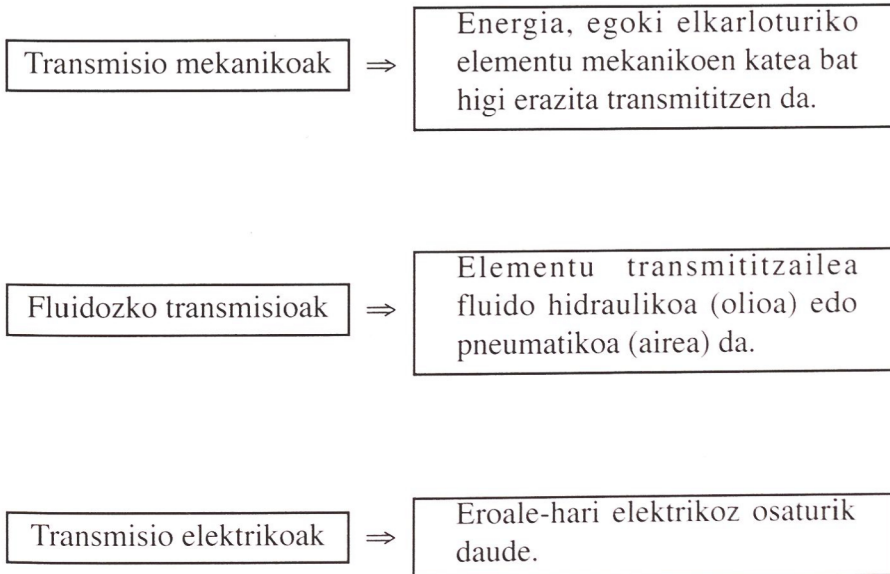 Transmisio mekanikoak ⇒
Energia, egoki elkarloturiko
elementu mekanikoen katea bat
higi erazita transmititzen da.
Fluidozko transmisioak ⇒
Elementu transmititzailea
fluido hidraulikoa (olioa) edo
pneumatikoa (airea) da.
Transmisio elektrikoak ⇒
Eroale-hari elektrikoz osaturik
daude.